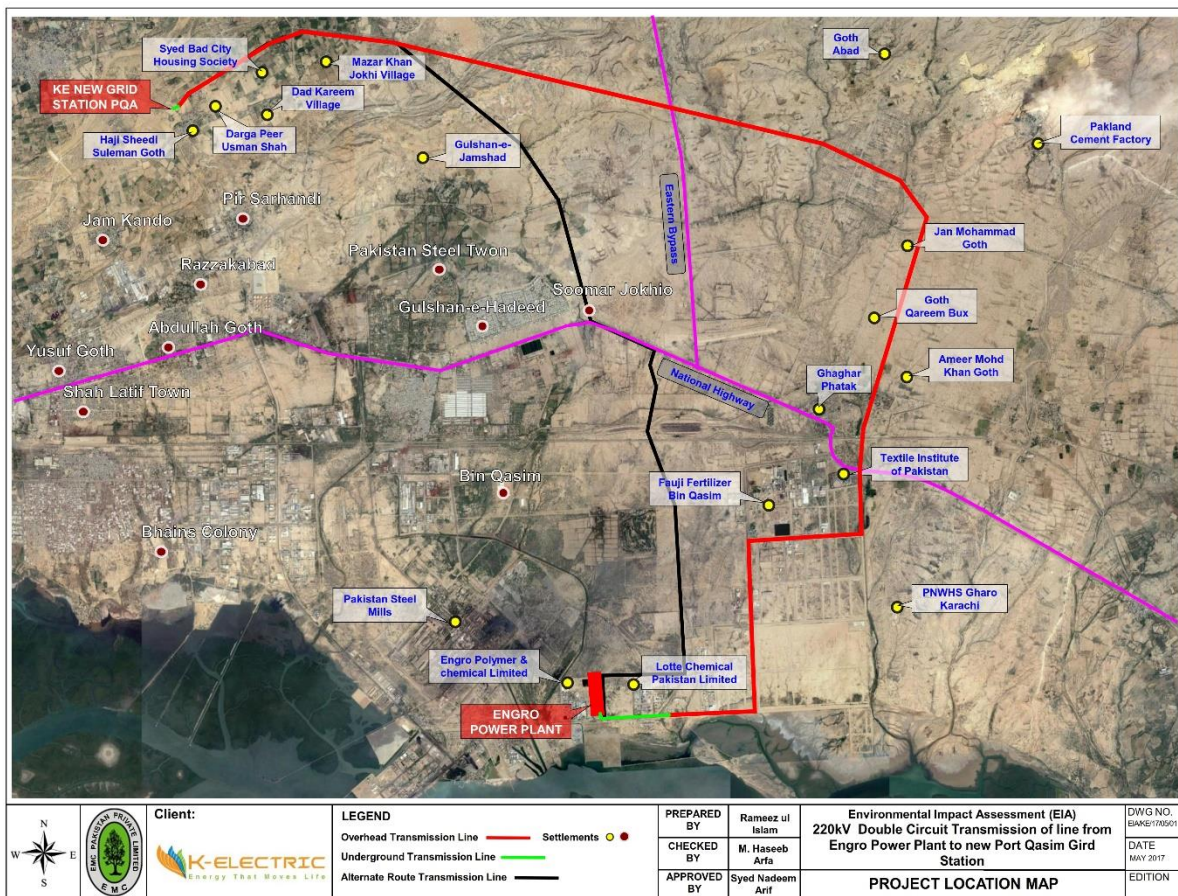 Syed Bad City
Housing Society
Mazar Khan
Jokhi Village
Goth
Abad
KE NEW GRID
STATION PQA
Dad Kareem
Village
Haji Sheedi
Suleman Goth
Darga Peer
Usman Shah
Gulshan-e-
Jamshad
Pakland
Cement Factory
Pir Sarhandi
Jam Kando
Eastern Bypass
Jan Mohammad
Goth
Pakistan Steel Twon
Razzakabad
Gulshan-e-Hadeed
Soomar Jokhio
Goth
Qareem Bux
Abdullah Goth
Yusuf Goth
Ameer Mohd
Khan Goth
Shah Latif Town
National Highway
Ghaghar
Phatak
Textile Institute
of Pakistan
Bin Qasim
Fauji Fertilizer
Bin Qasim
Bhains Colony
Pakistan Steel
Mills
PNWHS Gharo
Karachi
Engro Polymer &
chemical Limited
Lotte Chemical
Pakistan Limited
ENGRO
POWER PLANT
N
W E
S
EMC PAKISTAN PRIVATE LIMITED
E M C
Client:
K-ELECTRIC
Energy That Moves Life
LEGEND
Overhead Transmission Line Settlements
Underground Transmission Line
Alternate Route Transmission Line
PREPARED
BY
Rameez ul
Islam
CHECKED
BY
M. Haseeb
Arfa
APPROVED
BY
Syed Nadeem
Arif
Environmental Impact Assessment (EIA)
220kV Double Circuit Transmission of line from
Engro Power Plant to new Port Qasim Gird
Station
PROJECT LOCATION MAP
DWG NO.
EIA/KE/170501
DATE
MAY 2017
EDITION